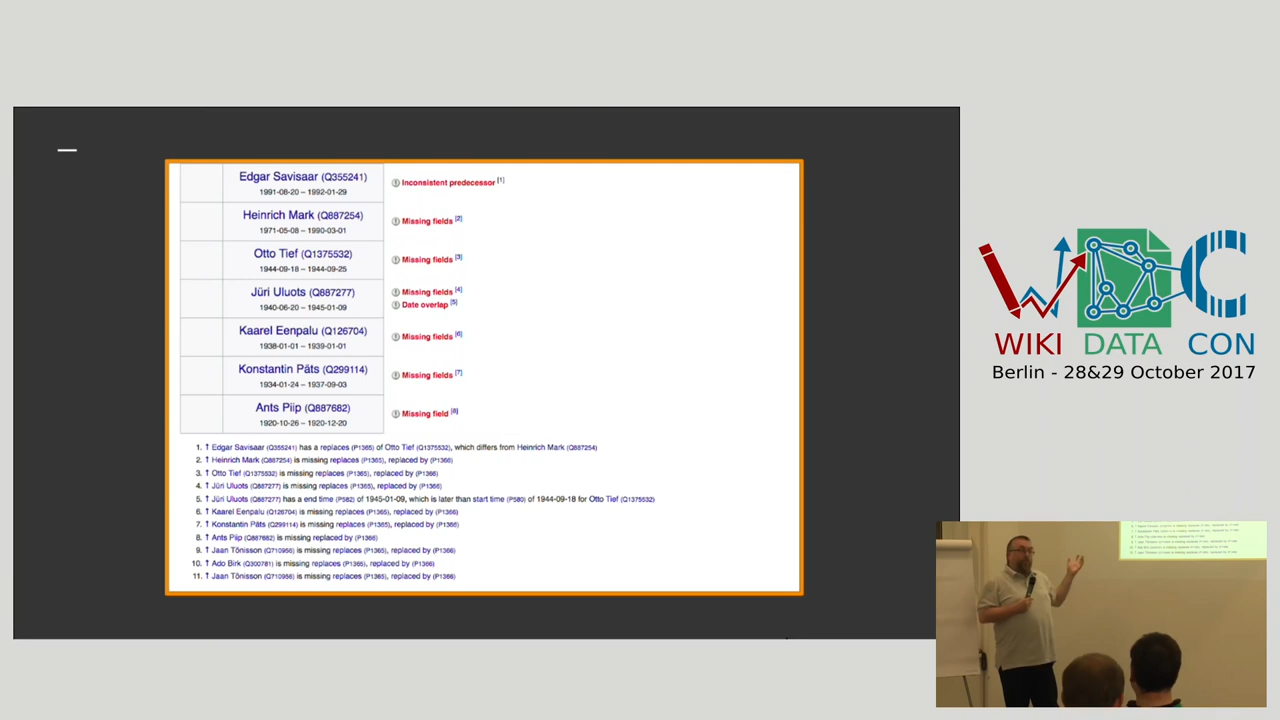 Edgar Savisaar (Q355241)
1991-08-20 – 1992-01-29
Inconsistent predecessor [1]
Heinrich Mark (Q887254)
1971-05-08 – 1990-03-01
Missing fields [2]
Otto Tief (Q1375532)
1944-09-18 – 1944-09-25
Missing fields [3]
Jüri Uluots (Q887277)
1940-06-20 – 1945-01-09
Missing fields [4]
Date overlap [5]
Kaarel Eenpalu (Q126704)
1938-01-01 – 1939-01-01
Missing fields [6]
Konstantin Päts (Q299114)
1934-01-24 – 1937-09-03
Missing fields [7]
Ants Piip (Q887682)
1920-10-26 – 1920-12-20
Missing field [8]
1. ↑ Edgar Savisaar (Q355241) has a replaces (P1365) of Otto Tief (Q1375532), which differs from Heinrich Mark (Q887254)
2. ↑ Heinrich Mark (Q887254) is missing replaces (P1365), replaced by (P1366)
3. ↑ Otto Tief (Q1375532) is missing replaces (P1365), replaced by (P1366)
4. ↑ Jüri Uluots (Q887277) is missing replaces (P1365), replaced by (P1366)
5. ↑ Jüri Uluots (Q887277) has a end time (P582) of 1945-01-09, which is later than start time (P580) of 1944-09-18 for Otto Tief (Q1375532)
6. ↑ Kaarel Eenpalu (Q126704) is missing replaces (P1365), replaced by (P1366)
7. ↑ Konstantin Päts (Q299114) is missing replaces (P1365), replaced by (P1366)
8. ↑ Ants Piip (Q887682) is missing replaced by (P1366)
9. ↑ Jaan Tõnisson (Q710956) is missing replaces (P1365), replaced by (P1366)
10. ↑ Ado Birk (Q300781) is missing replaces (P1365), replaced by (P1366)
11. ↑ Jaan Tõnisson (Q710956) is missing replaces (P1365), replaced by (P1366)
WIKI DATA CON
Berlin - 28&29 October 2017